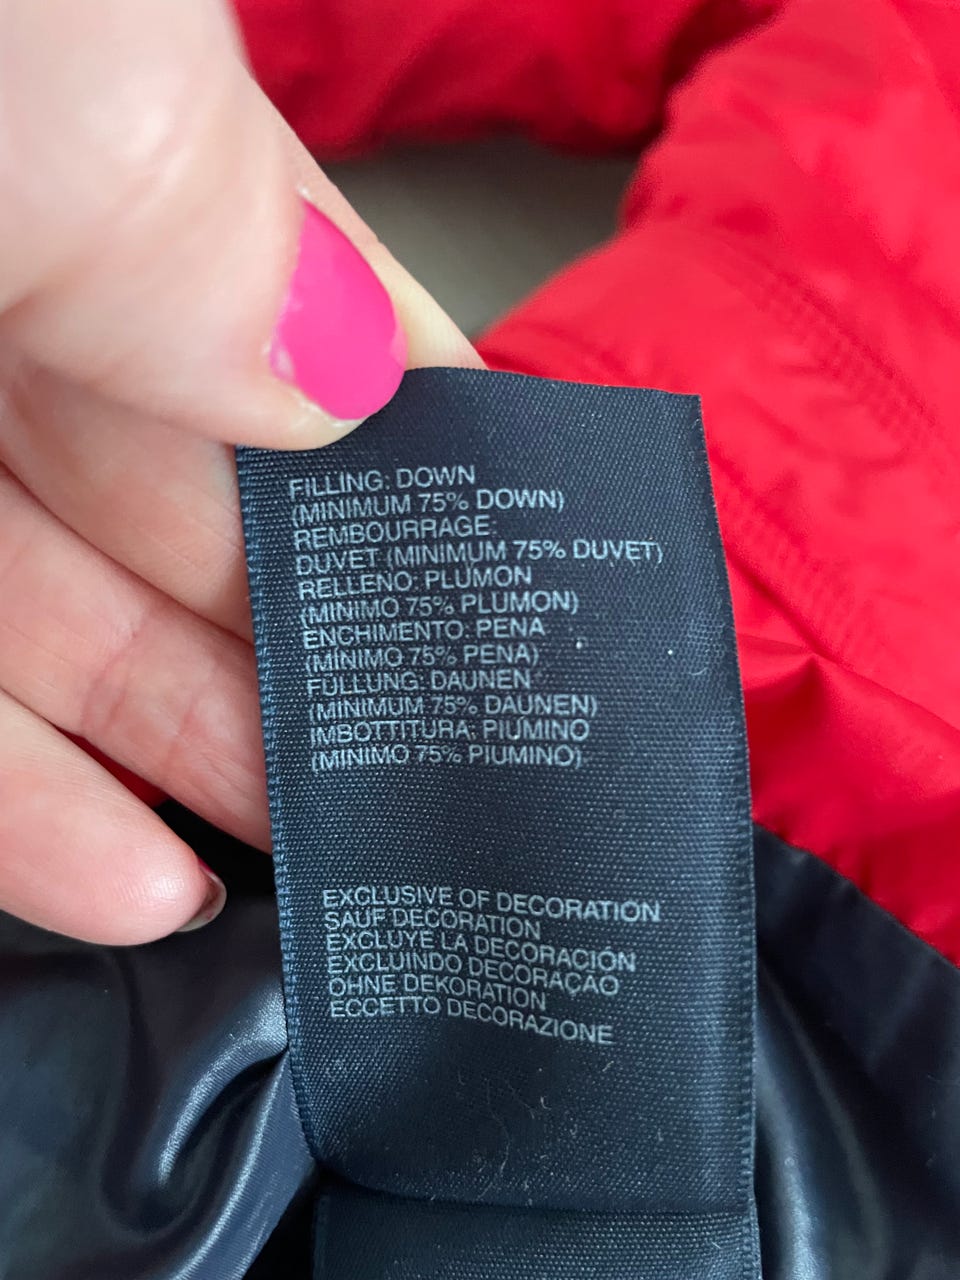 FILLING: DOWN
(MINIMUM 75% DOWN)
REMBOURRAGE:
DUVET (MINIMUM 75% DUVET)
RELLENO: PLUMON
(MINIMO 75% PLUMON)
ENCHIMENTO: PENA
(MÍNIMO 75% PENA)
FÜLLUNG: DAUNEN
(MINIMUM 75% DAUNEN)
IMBOTTITURA: PIUMINO
(MINIMO 75% PIUMINO)
EXCLUSIVE OF DECORATION
SAUF DECORATION
EXCLUYE LA DECORACIÓN
EXCLUINDO DECORAÇAO
OHNE DEKORATION
ECCETTO DECORAZIONE